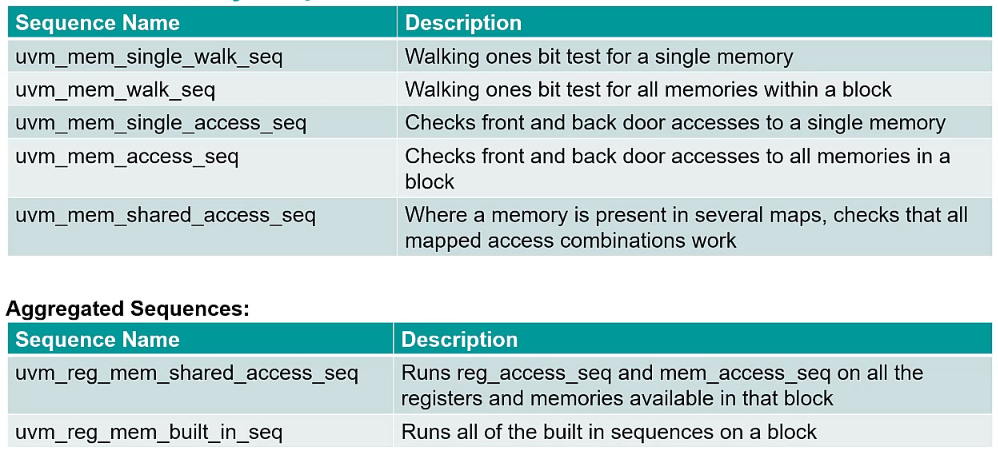 Sequence Name Description
uvm_mem_single_walk_seq Walking ones bit test for a single memory
uvm_mem_walk_seq Walking ones bit test for all memories within a block
uvm_mem_single_access_seq Checks front and back door accesses to a single memory
uvm_mem_access_seq Checks front and back door accesses to all memories in a
block
uvm_mem_shared_access_seq Where a memory is present in several maps, checks that all
mapped access combinations work
Aggregated Sequences:
Sequence Name Description
uvm_reg_mem_shared_access_seq Runs reg_access_seq and mem_access_seq on all the
registers and memories available in that block
uvm_reg_mem_built_in_seq Runs all of the built in sequences on a block